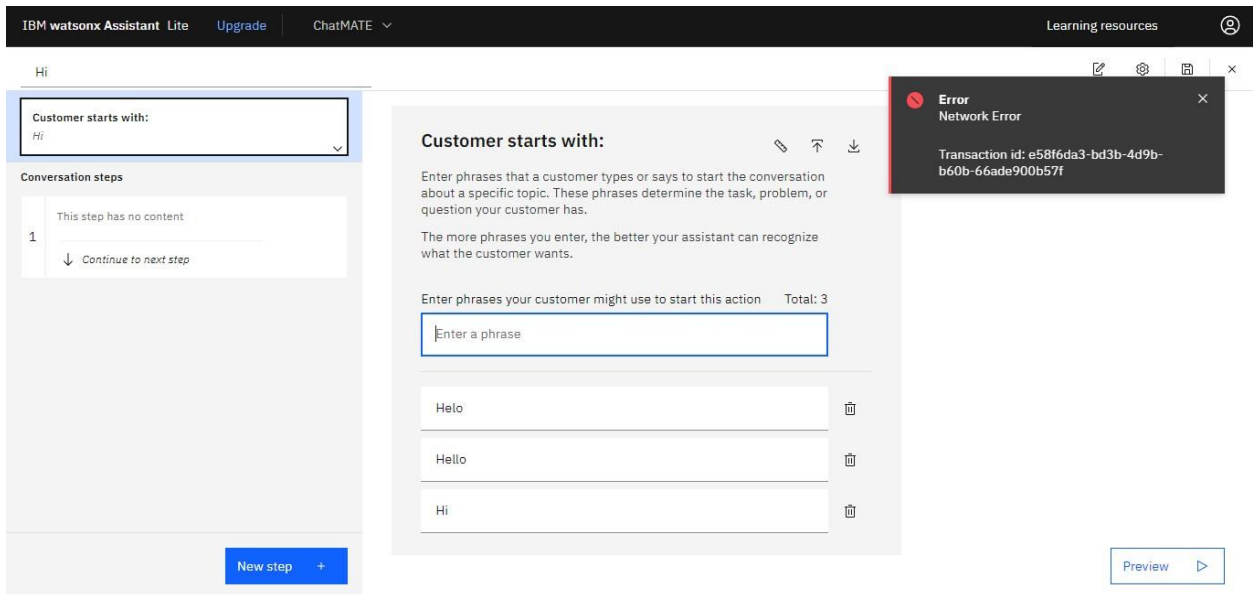 IBM watsonx Assistant Lite Upgrade ChatMATE Learning resources
Hi
Customer starts with:
Hi
Conversation steps
1
This step has no content
Continue to next step
New step +
Customer starts with:
Enter phrases that a customer types or says to start the conversation
about a specific topic. These phrases determine the task, problem, or
question your customer has.
The more phrases you enter, the better your assistant can recognize
what the customer wants.
Enter phrases your customer might use to start this action Total: 3
Enter a phrase
Helo
Hello
Hi
Error
Network Error
Transaction id: e58f6da3-bd3b-4d9b-
b60b-66ade900b57f
Preview